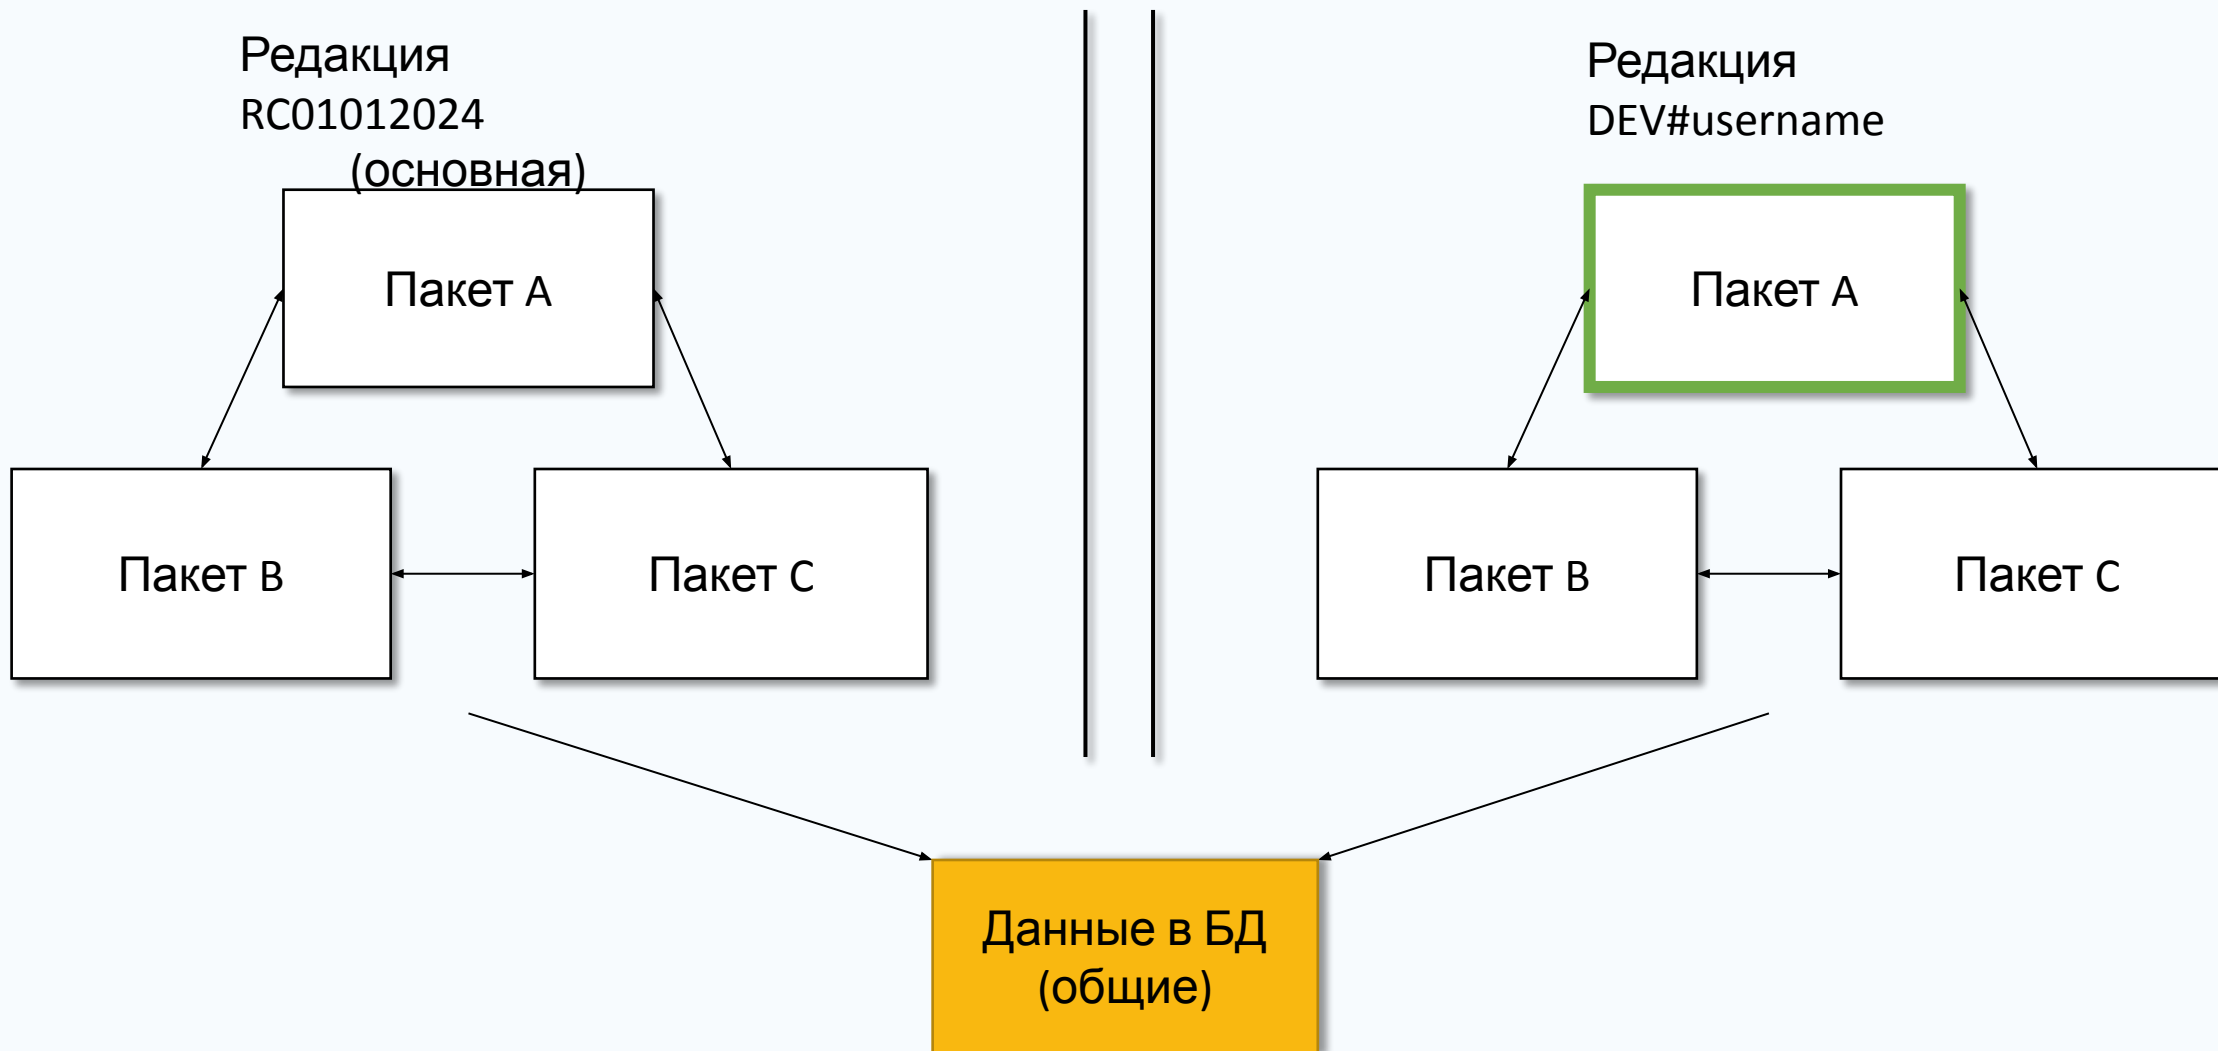 Редакция
RC01012024
(основная)
Пакет A
Пакет B
Пакет C
Редакция
DEV#username
Пакет A
Пакет B
Пакет C
Данные в БД
(общие)